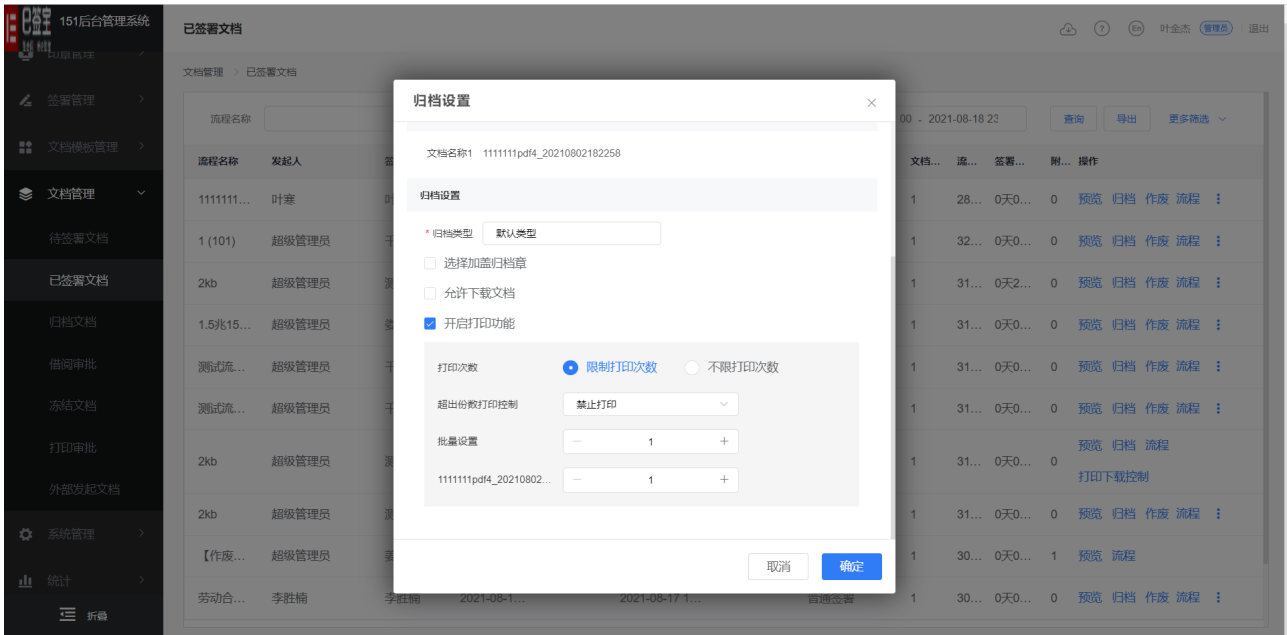 已签宝 151后台管理系统
已签署文档
En 叶金杰 管理员 退出
印章管理
签署管理
文档模板管理
文档管理
待签署文档
已签署文档
归档文档
借阅审批
冻结文档
打印审批
外部发起文档
系统管理
统计
折叠
文档管理 > 已签署文档
流程名称 00 - 2021-08-18 23 查询 导出 更多筛选
流程名称 发起人 文档... 流... 签署... 附... 操作
1111111... 叶寒 1 28... 0天0... 0 预览 归档 作废 流程
1 (101) 超级管理员 1 32... 0天0... 0 预览 归档 作废 流程
2kb 超级管理员 1 31... 0天2... 0 预览 归档 作废 流程
1.5兆15... 超级管理员 1 31... 0天0... 0 预览 归档 作废 流程
测试流... 超级管理员 1 31... 0天0... 0 预览 归档 作废 流程
测试流... 超级管理员 1 31... 0天0... 0 预览 归档 作废 流程
2kb 超级管理员 1 31... 0天0... 0 预览 归档 流程
打印下载控制
2kb 超级管理员 1 31... 0天0... 0 预览 归档 作废 流程
【作废... 超级管理员 1 30... 0天0... 1 预览 流程
劳动合... 李胜楠 李胜楠 2021-08-1... 2021-08-17 1... 普通签署 1 30... 0天0... 0 预览 归档 作废 流程
归档设置
文档名称1 1111111pdf4_20210802182258
归档设置
* 归档类型 默认类型
选择加盖归档章
允许下载文档
开启打印功能
打印次数 限制打印次数 不限打印次数
超出份数打印控制 禁止打印
批量设置 − 1 +
1111111pdf4_20210802... − 1 +
取消 确定